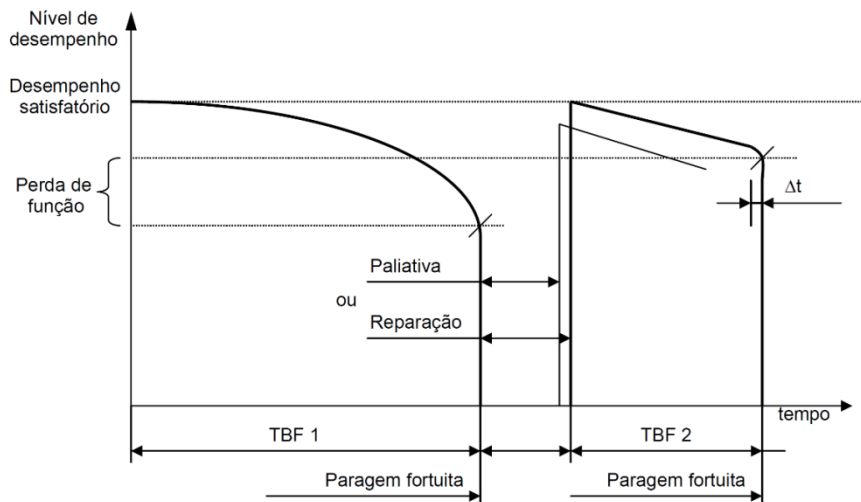 Nível de
desempenho
Desempenho
satisfatório
Perda de
função
Δt
Paliativa
ou
Reparação
tempo
TBF 1
TBF 2
Paragem fortuita
Paragem fortuita